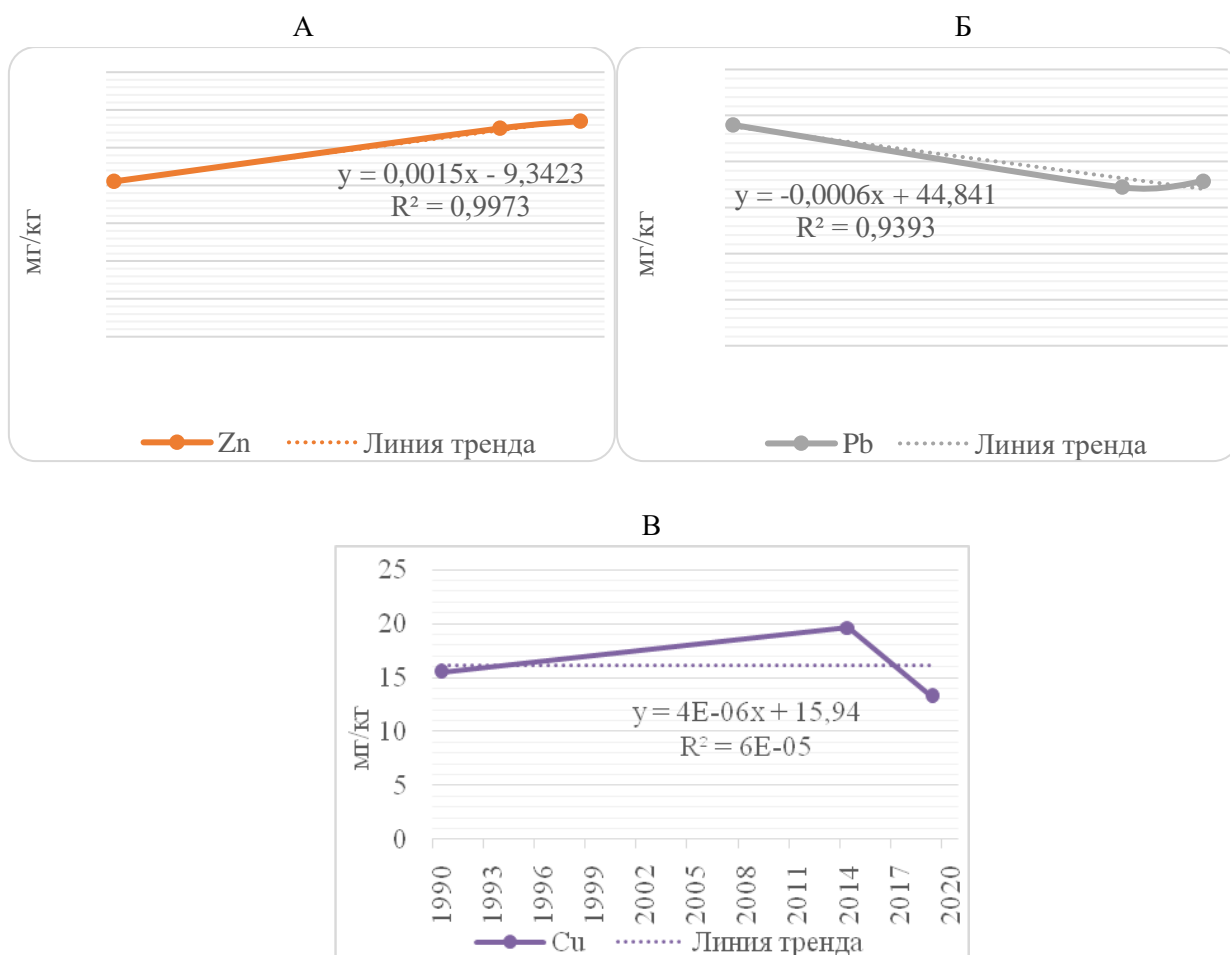 А
Б
мг/кг
y = 0,0015x - 9,3423
R² = 0,9973
Zn
Линия тренда
мг/кг
y = -0,0006x + 44,841
R² = 0,9393
Pb
Линия тренда
В
25
20
15
10
5
0
мг/кг
y = 4E-06x + 15,94
R² = 6E-05
1990
1993
1996
1999
2002
2005
2008
2011
2014
2017
2020
Cu
Линия тренда